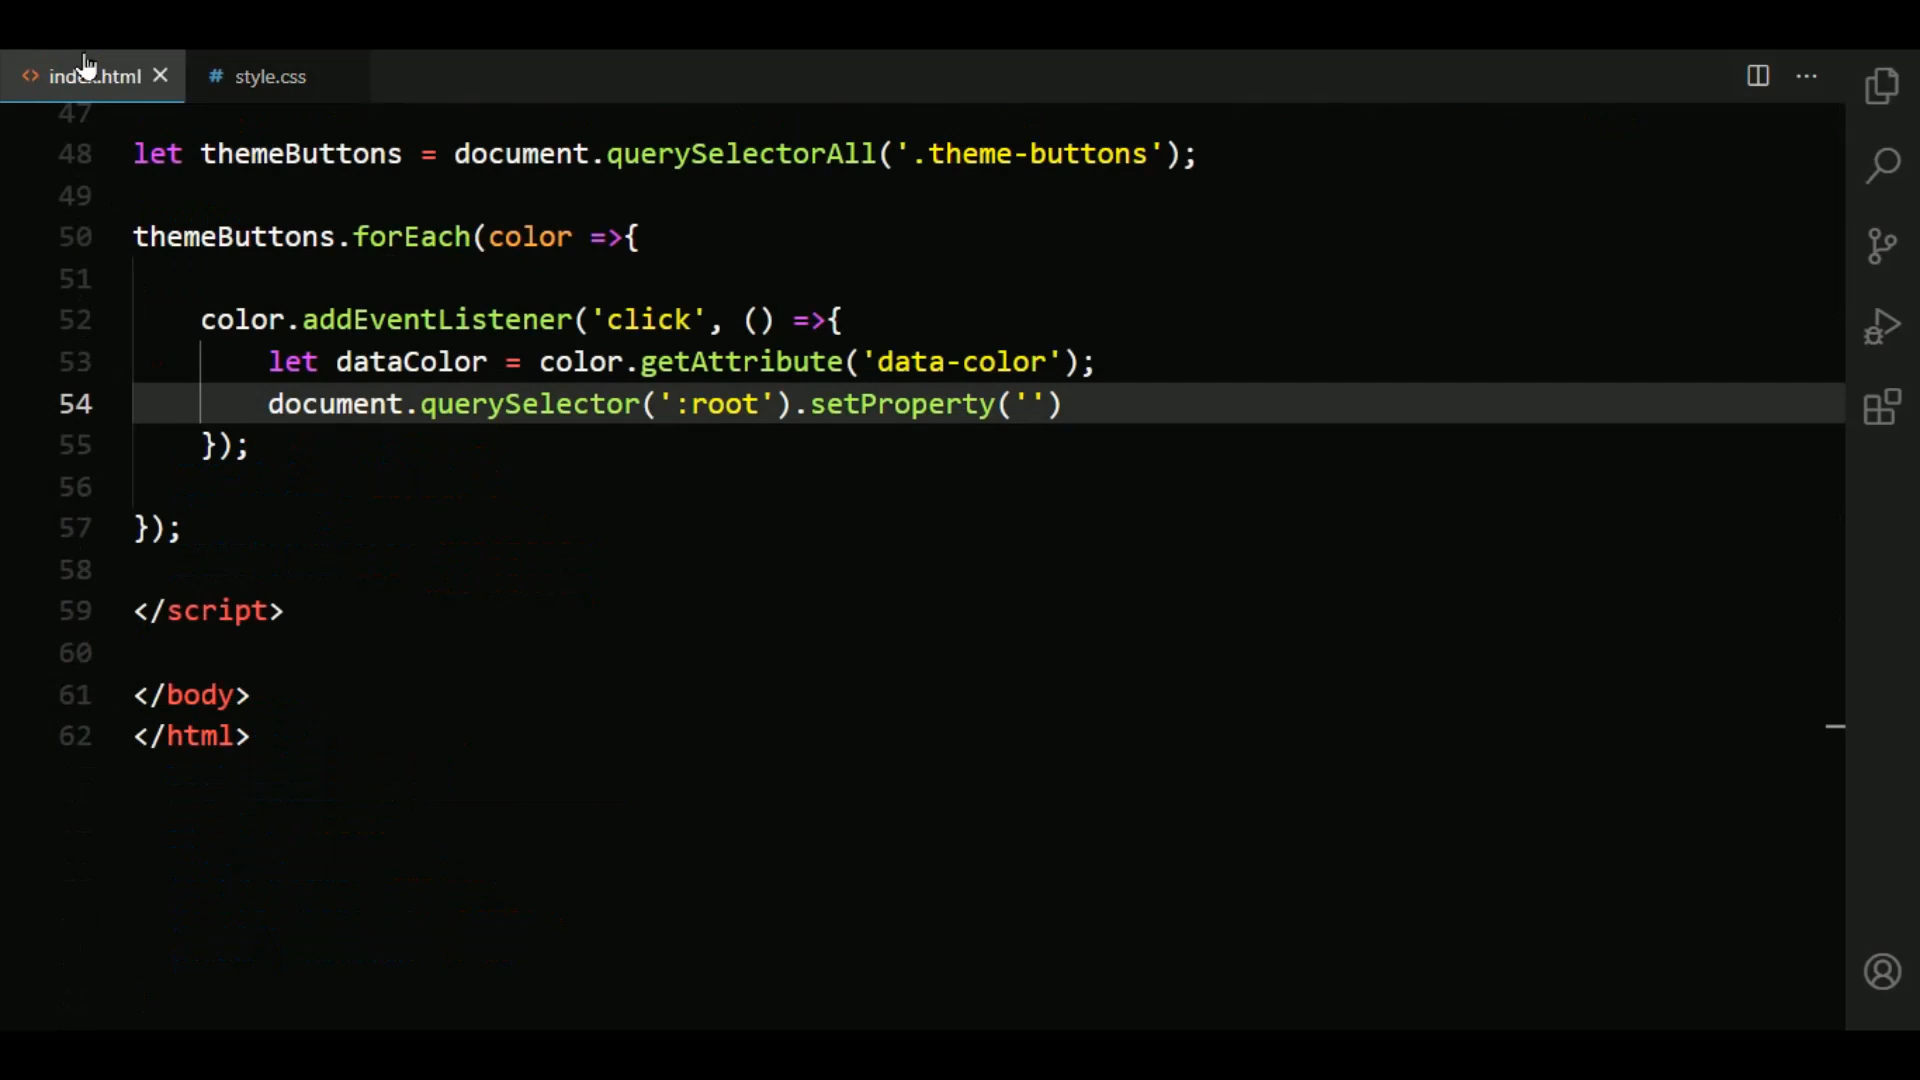 index.html style.css
47
48 let themeButtons = document.querySelectorAll('.theme-buttons');
49
50 themeButtons.forEach(color =>{
51
52 color.addEventListener('click', () =>{
53 let dataColor = color.getAttribute('data-color');
54 document.querySelector(':root').setProperty('')
55 });
56
57 });
58
59 </script>
60
61 </body>
62 </html>